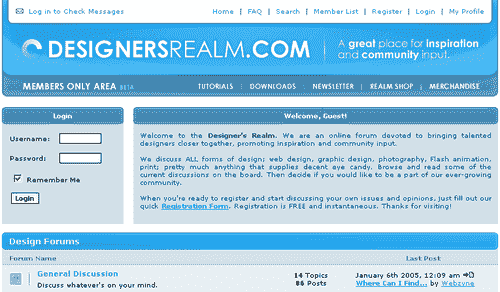 Log in to Check Messages
Home | FAQ | Search | Member List | Register | Login | My Profile
DESIGNERSREALM.COM
A great place for inspiration
and community input.
MEMBERS ONLY AREA BETA
TUTORIALS | DOWNLOADS | NEWSLETTER | REALM SHOP | MERCHANDISE
Login
Username:
Password:
Remember Me
Login
Welcome, Guest!
Welcome to the Designer's Realm. We are an online forum devoted to bringing talented
designers closer together, promoting inspiration and community input.
We discuss ALL forms of design; web design, graphic design, photography, Flash animation,
print; pretty much anything that supplies decent eye candy. Browse and read some of the
current discussions on the board. Then decide if you would like to be a part of our ever-growing
community.
When you're ready to register and start discussing your own issues and opinions, just fill out our
quick Registration Form. Registration is FREE and instantaneous. Thanks for visiting!
Design Forums
Forum Name
Last Post
General Discussion
Discuss whatever's on your mind.
14 Topics
86 Posts
January 6th 2005, 12:09 am
Where Can I Find... by Webzyne